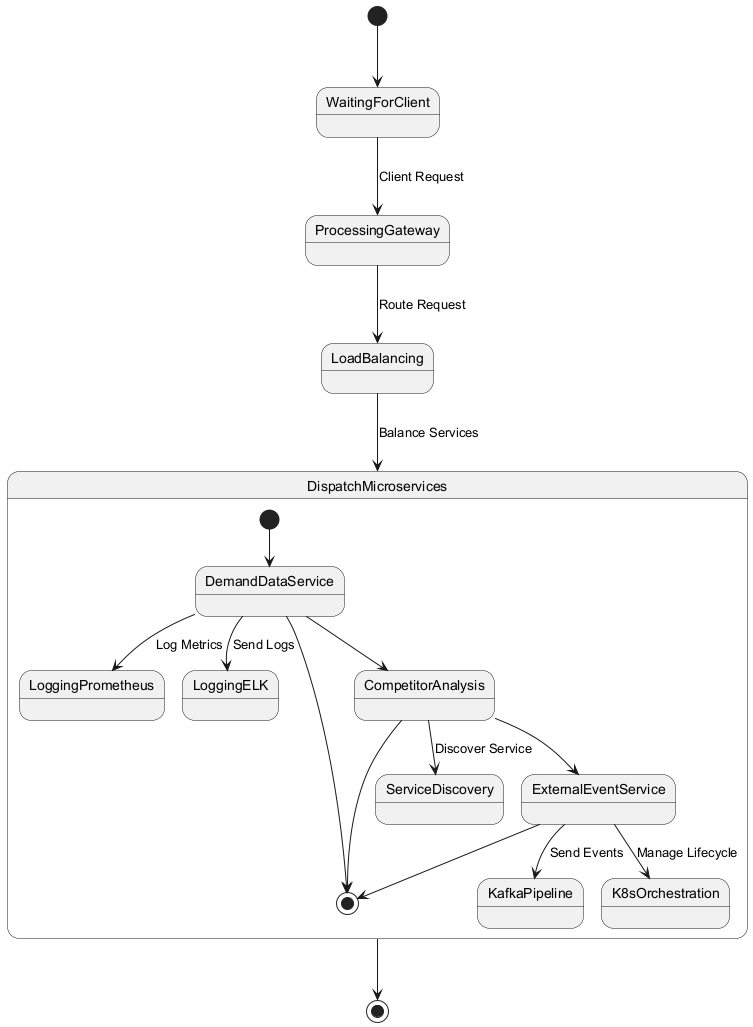 WaitingForClient
Client Request
ProcessingGateway
Route Request
LoadBalancing
Balance Services
DispatchMicroservices
DemandDataService
Log Metrics
Send Logs
LoggingPrometheus
LoggingELK
CompetitorAnalysis
Discover Service
ServiceDiscovery
ExternalEventService
Send Events
Manage Lifecycle
KafkaPipeline
K8sOrchestration